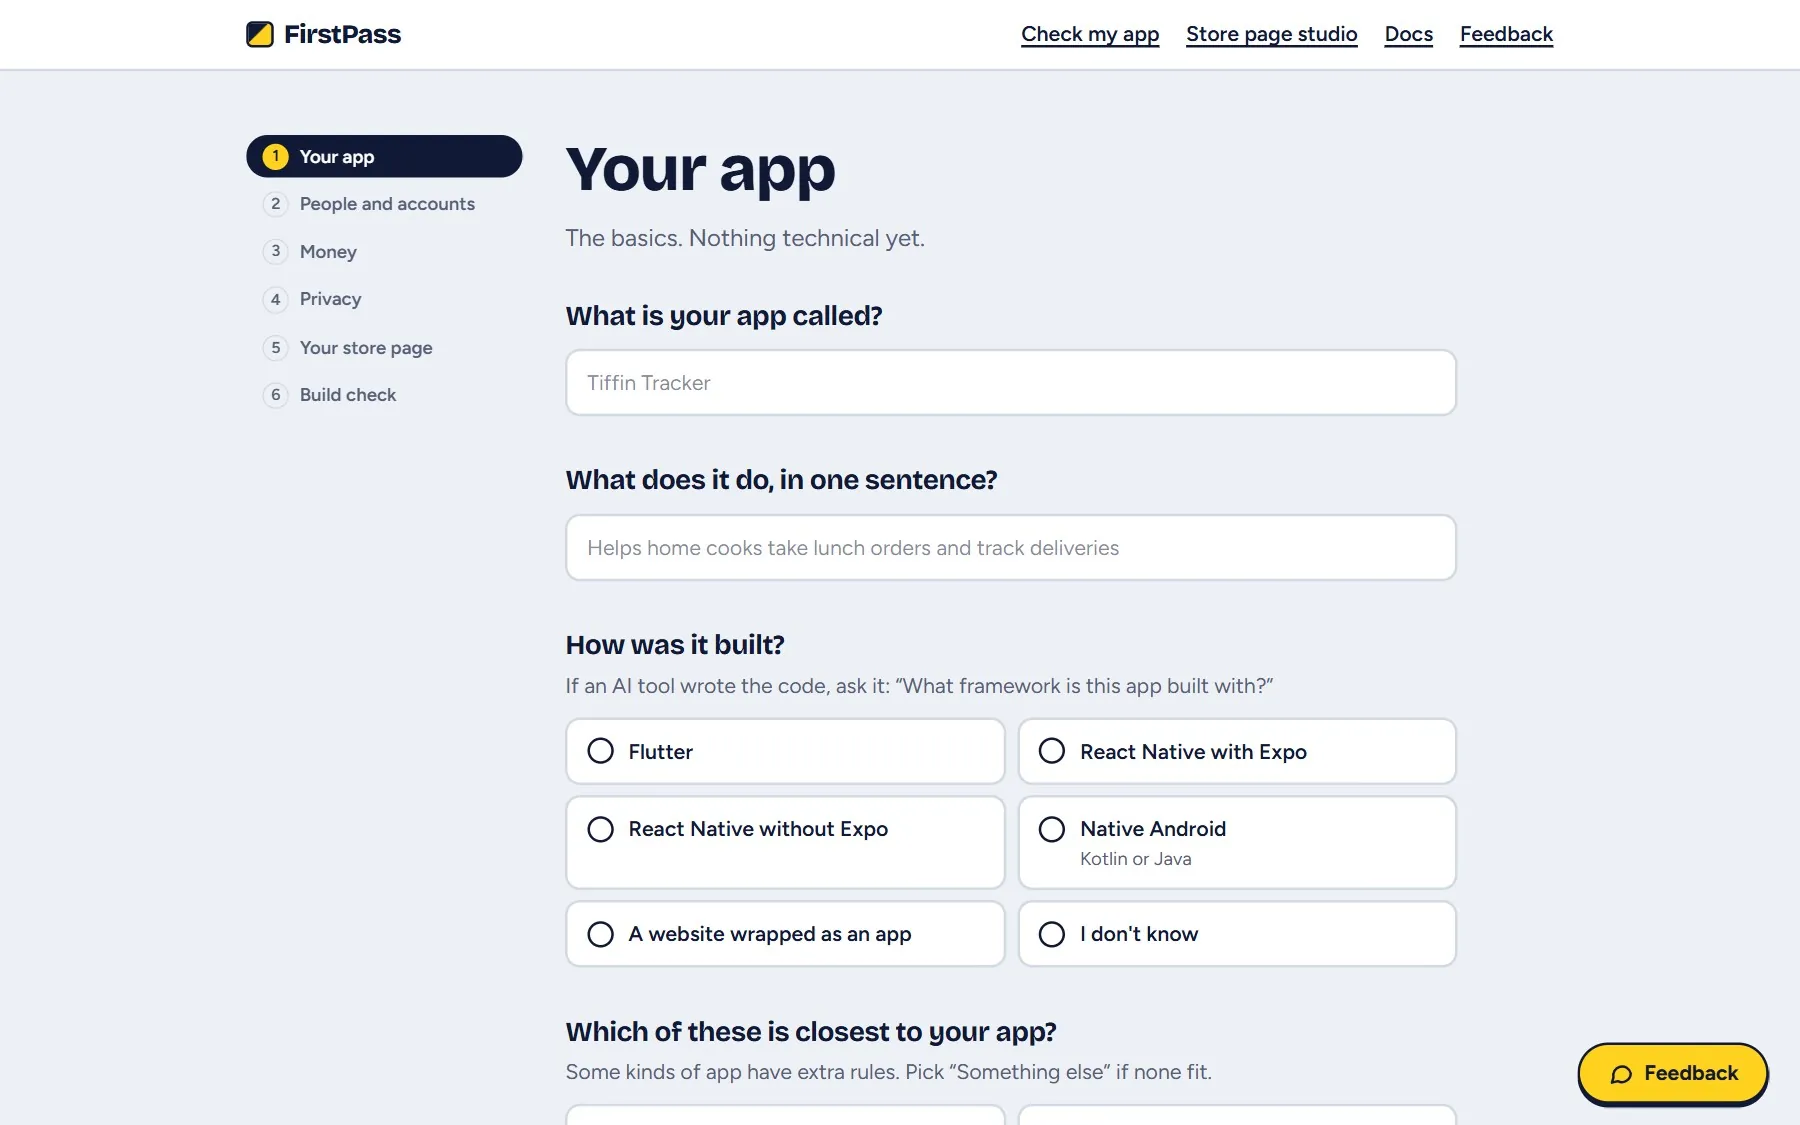 FirstPass
Check my app
Store page studio
Docs
Feedback
1 Your app
2 People and accounts
3 Money
4 Privacy
5 Your store page
6 Build check
Your app
The basics. Nothing technical yet.
What is your app called?
Tiffin Tracker
What does it do, in one sentence?
Helps home cooks take lunch orders and track deliveries
How was it built?
If an AI tool wrote the code, ask it: “What framework is this app built with?”
Flutter
React Native with Expo
React Native without Expo
Native Android
Kotlin or Java
A website wrapped as an app
I don't know
Which of these is closest to your app?
Some kinds of app have extra rules. Pick “Something else” if none fit.
Feedback